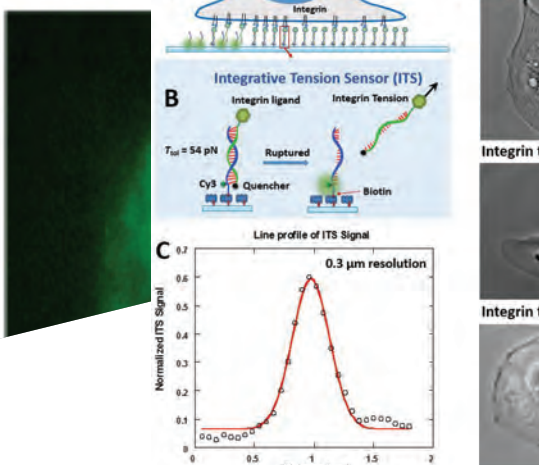 Integrin
Integrative Tension Sensor (ITS)
B
Integrin ligand
Integrin Tension
Ttol = 54 pN
Ruptured
Cy3
Quencher
Biotin
C
Line profile of ITS Signal
0.3 μm resolution
Normalized ITS Signal
0.7
0.6
0.5
0.4
0.3
0.2
0.1
0
0
0.5
1
1.5
2
Integrin t
Integrin t